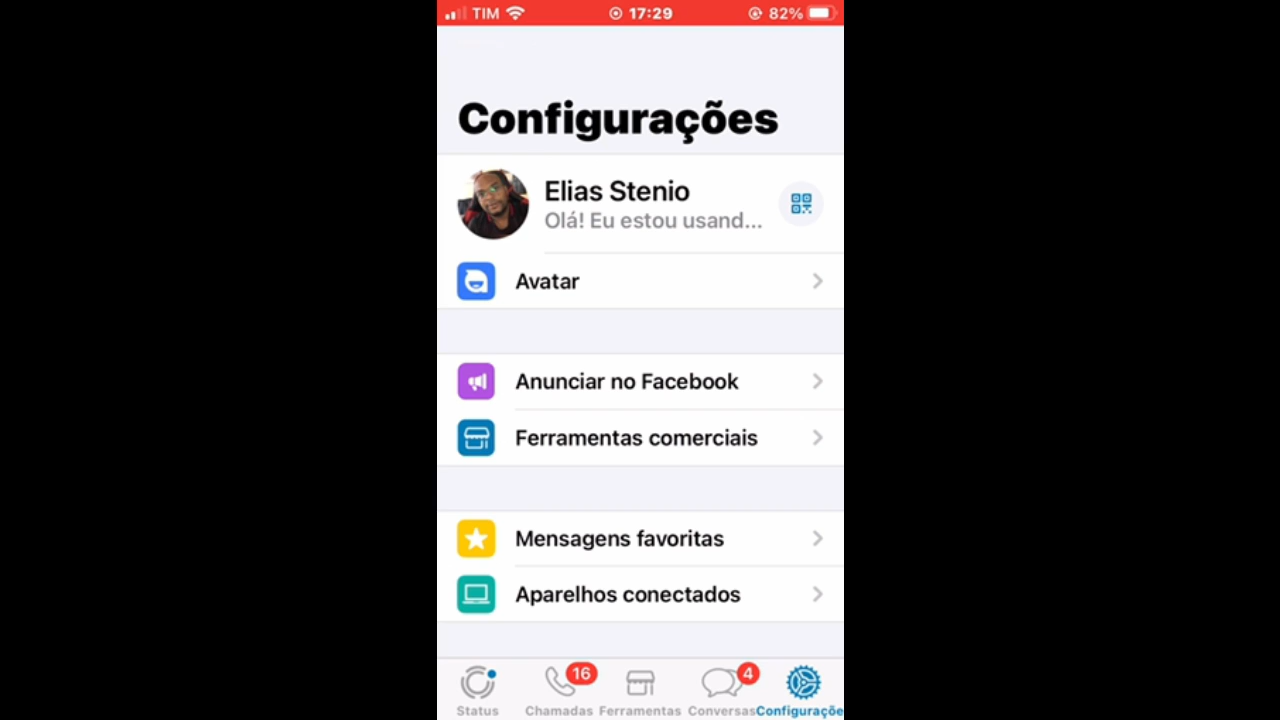 TIM 17:29 82%
Configurações
Elias Stenio
Olá! Eu estou usand...
Avatar
Anunciar no Facebook
Ferramentas comerciais
Mensagens favoritas
Aparelhos conectados
16 4
Status Chamadas Ferramentas Conversas Configuraçõe